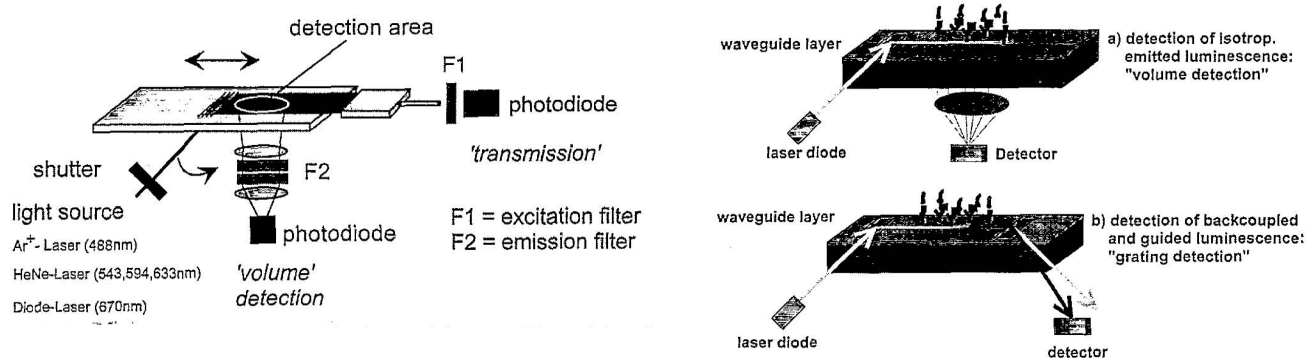 detection area
F1
photodiode
'transmission'
shutter
F2
light source
Ar+- Laser (488nm)
HeNe-Laser (543,594,633nm)
Diode-Laser (670nm)
photodiode
'volume'
detection
F1 = excitation filter
F2 = emission filter
waveguide layer
laser diode
Detector
a) detection of isotrop.
emitted luminescence:
"volume detection"
waveguide layer
laser diode
detector
b) detection of backcoupled
and guided luminescence:
"grating detection"